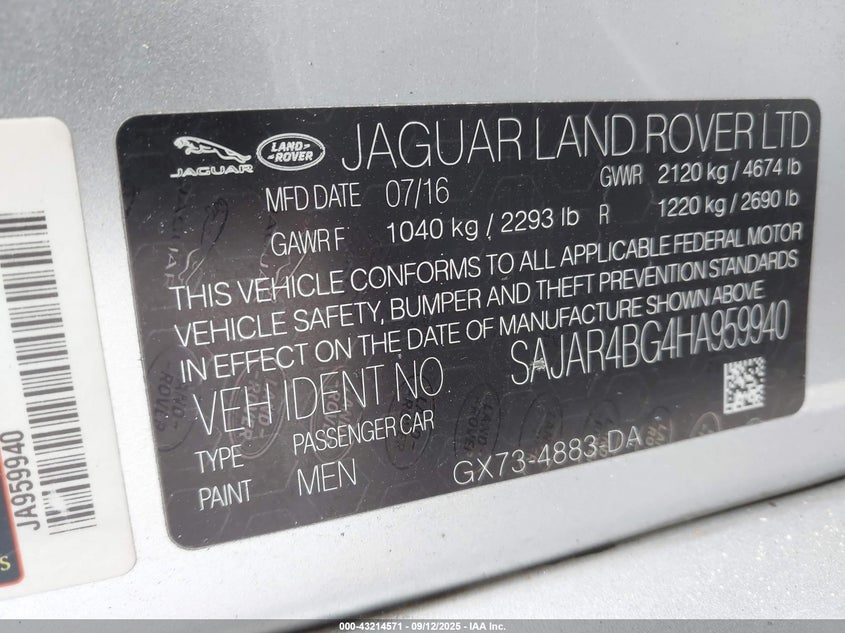 JAGUAR
LAND-
-ROVER
JAGUAR LAND ROVER LTD
MFD DATE 07/16 GWR 2120 kg / 4674 lb
GAWR F 1040 kg / 2293 lb R 1220 kg / 2690 lb
THIS VEHICLE CONFORMS TO ALL APPLICABLE FEDERAL MOTOR
VEHICLE SAFETY, BUMPER AND THEFT PREVENTION STANDARDS
IN EFFECT ON THE DATE OF MANUFACTURE SHOWN ABOVE
VEH IDENT NO. SAJAR4BG4HA959940
TYPE PASSENGER CAR
PAINT MEN GX73-4883-DA
JA959940
000-43214571 - 09/12/2025 - IAA Inc.